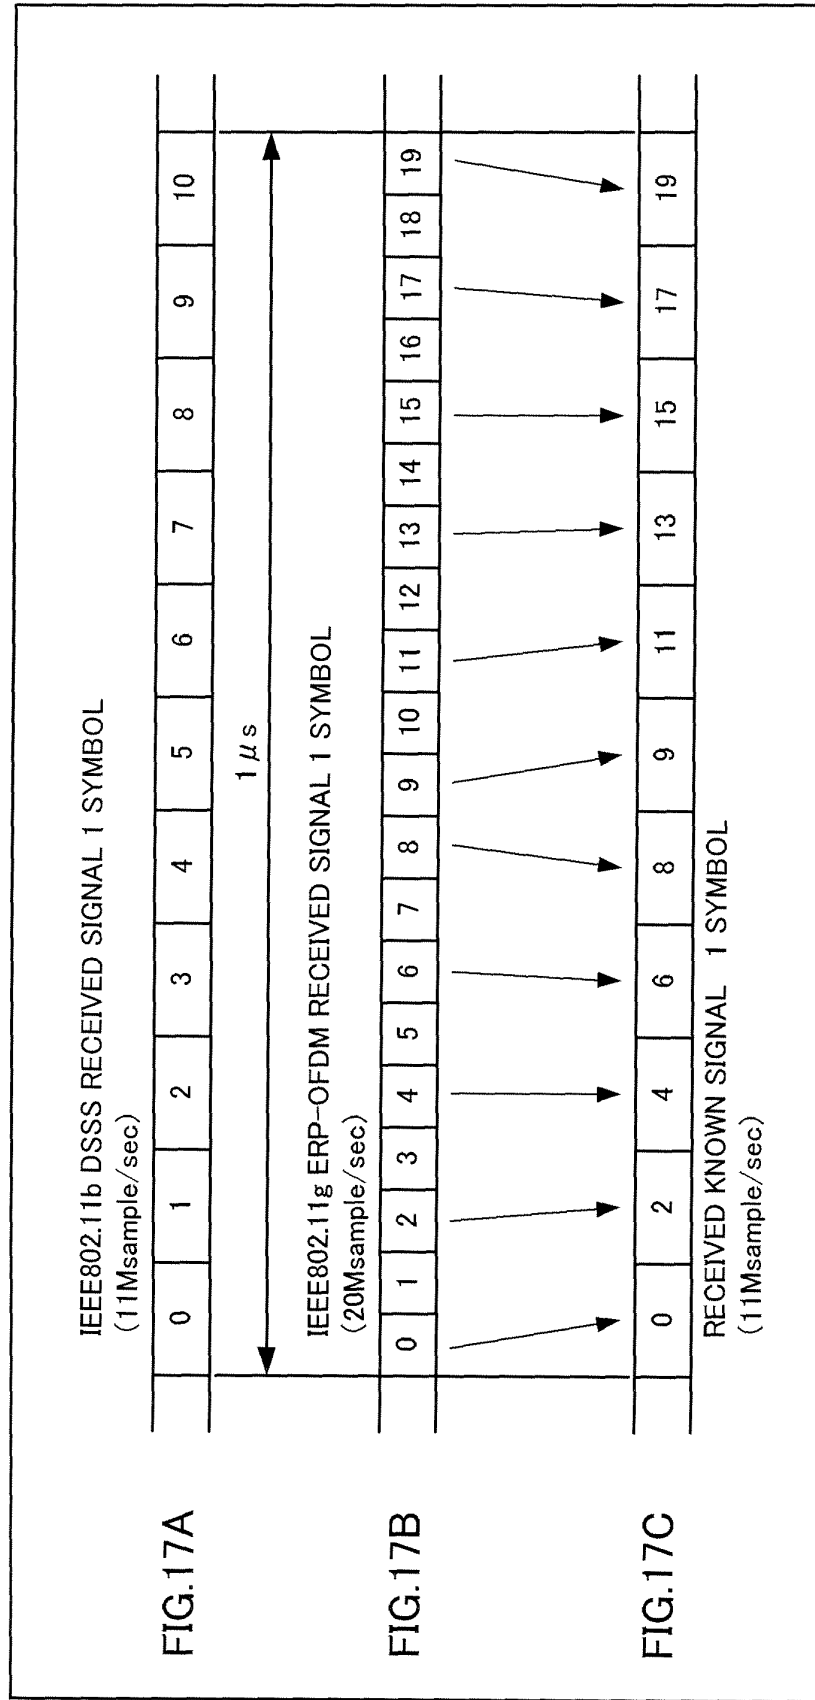 FIG.17A
IEEE802.11b DSSS RECEIVED SIGNAL 1 SYMBOL
(11Msample/sec)
0 1 2 3 4 5 6 7 8 9 10
1μs
FIG.17B
IEEE802.11g ERP-OFDM RECEIVED SIGNAL 1 SYMBOL
(20Msample/sec)
0 1 2 3 4 5 6 7 8 9 10 11 12 13 14 15 16 17 18 19
FIG.17C
0 2 4 6 8 9 11 13 15 17 19
RECEIVED KNOWN SIGNAL 1 SYMBOL
(11Msample/sec)